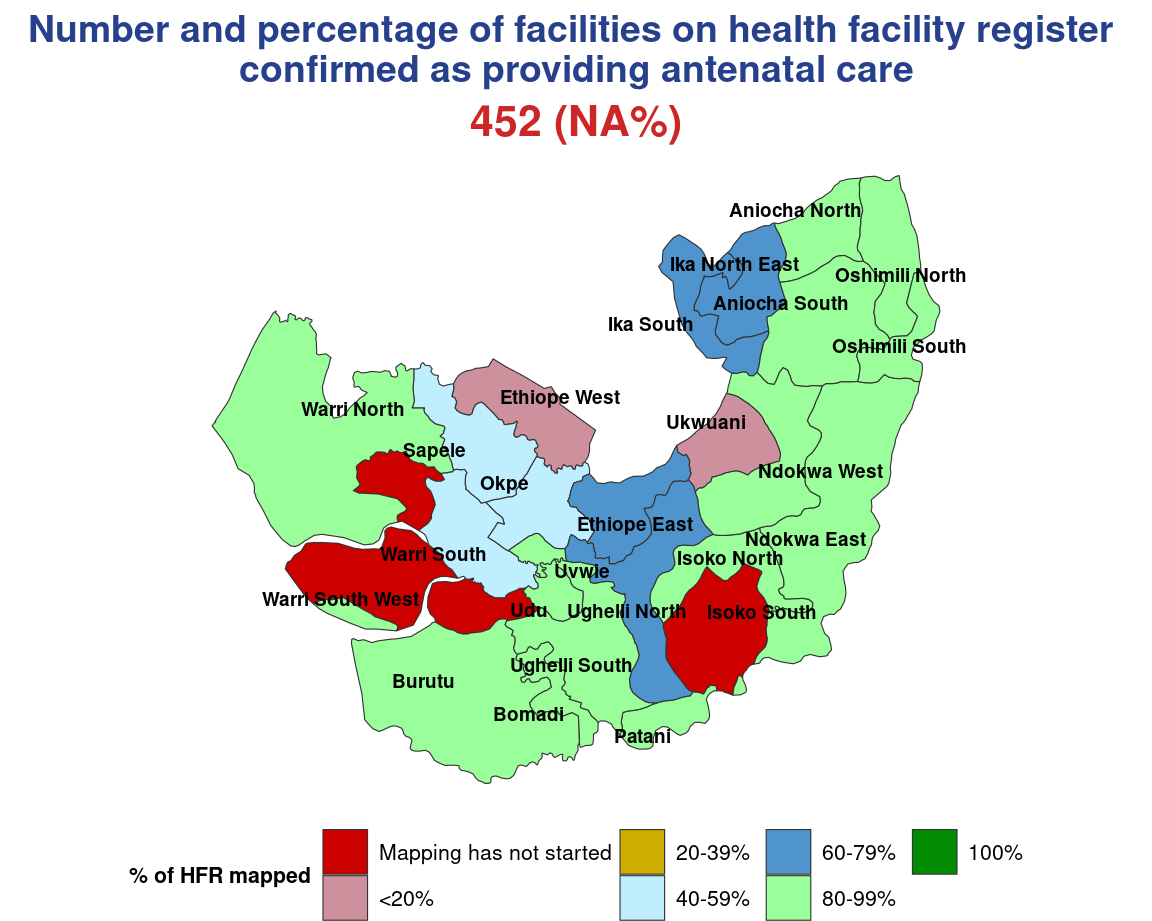 Number and percentage of facilities on health facility register
confirmed as providing antenatal care
452 (NA%)
Aniocha North
Ika North East
Oshimili North
Aniocha South
Ika South
Oshimili South
Ethiope West
Warri North
Ukwuani
Sapele
Ndokwa West
Okpe
Ethiope East
Ndokwa East
Warri South
Isoko North
Uvwie
Warri South West
Udu
Ughelli North
Isoko South
Ughelli South
Burutu
Bomadi
Patani
% of HFR mapped
Mapping has not started
20-39%
60-79%
100%
<20%
40-59%
80-99%